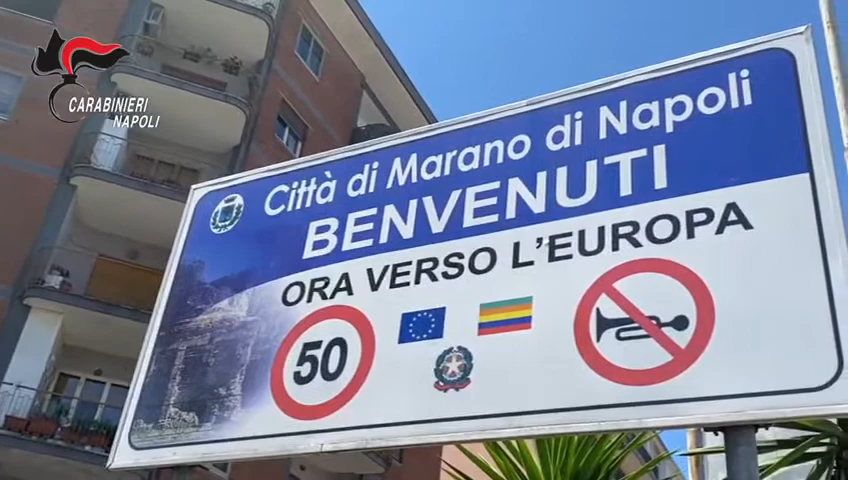 CARABINIERI
NAPOLI
Città di Marano di Napoli
BENVENUTI
ORA VERSO L'EUROPA
50